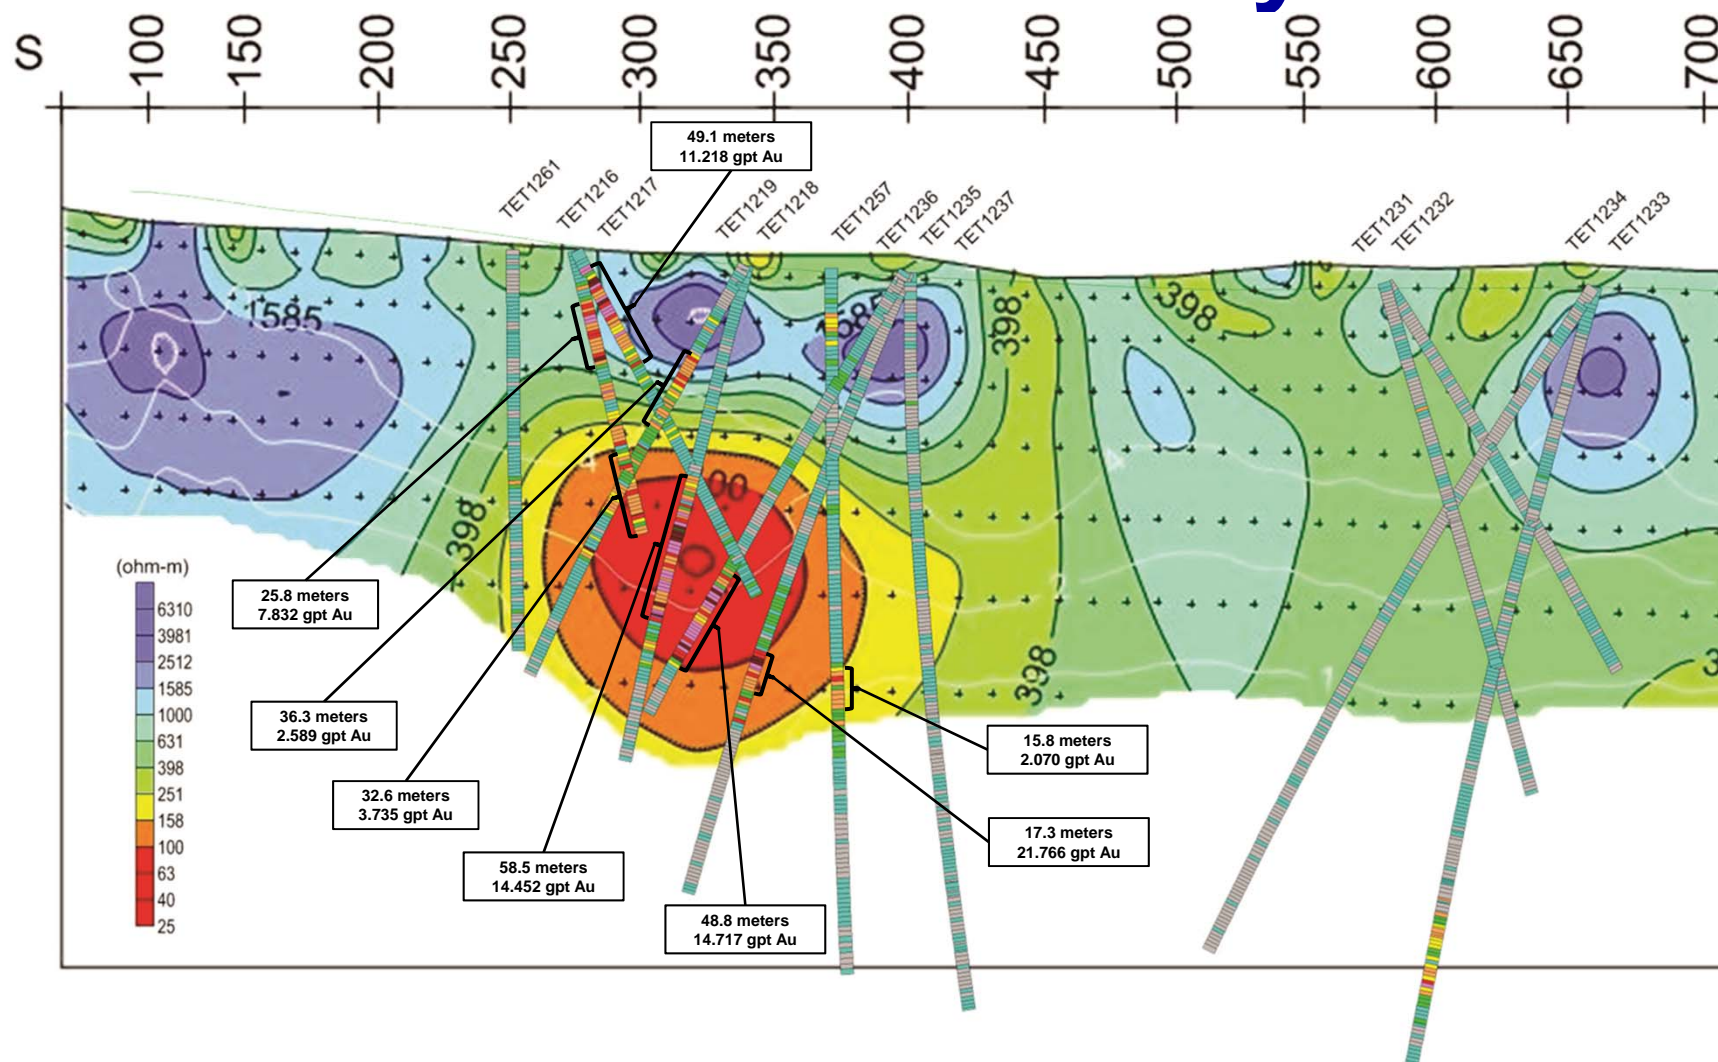 S
100
150
200
250
300
350
400
450
500
550
600
650
700
49.1 meters
11.218 gpt Au
TET1261
TET1216
TET1217
TET1219
TET1218
TET1257
TET1236
TET1235
TET1237
TET1231
TET1232
TET1234
TET1233
1585
398
398
398
398
4
4
2
1
(ohm-m)
6310
3981
2512
1585
1000
631
398
251
158
100
63
40
25
25.8 meters
7.832 gpt Au
36.3 meters
2.589 gpt Au
32.6 meters
3.735 gpt Au
58.5 meters
14.452 gpt Au
48.8 meters
14.717 gpt Au
15.8 meters
2.070 gpt Au
17.3 meters
21.766 gpt Au